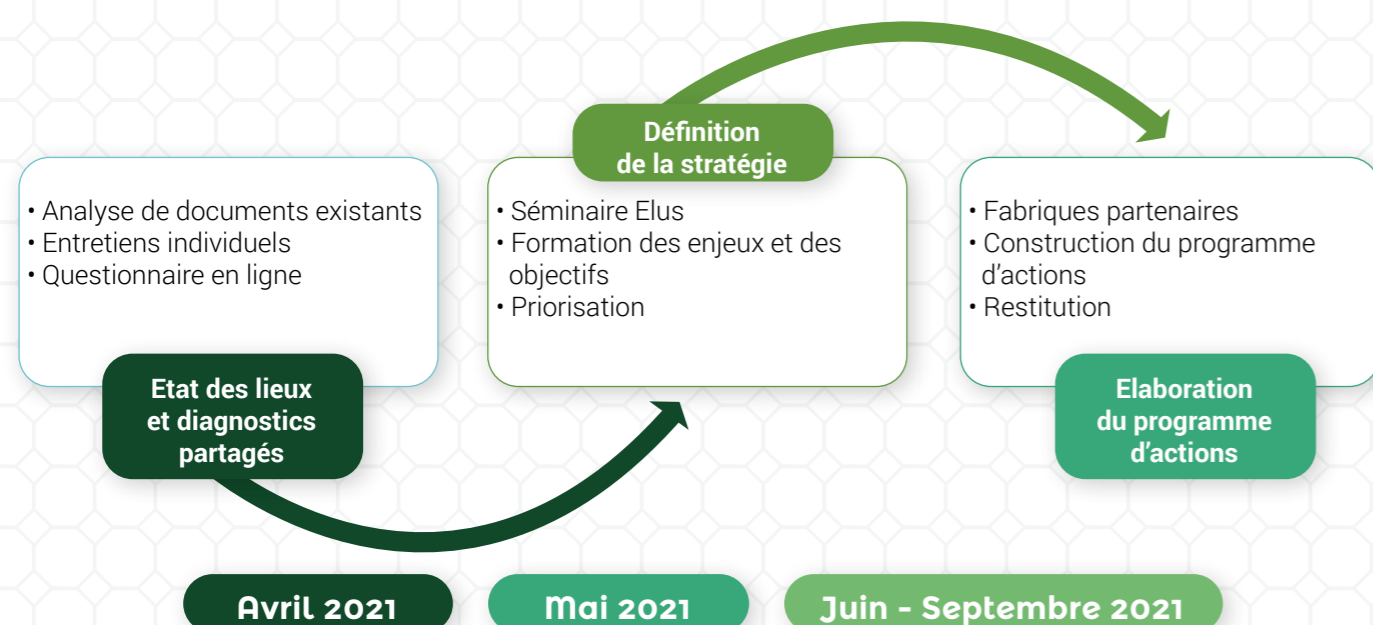 • Analyse de documents existants
• Entretiens individuels
• Questionnaire en ligne
Etat des lieux
et diagnostics
partagés
Définition
de la stratégie
• Séminaire Elus
• Formation des enjeux et des
objectifs
• Priorisation
• Fabriques partenaires
• Construction du programme
d'actions
• Restitution
Elaboration
du programme
d'actions
Avril 2021
Mai 2021
Juin - Septembre 2021